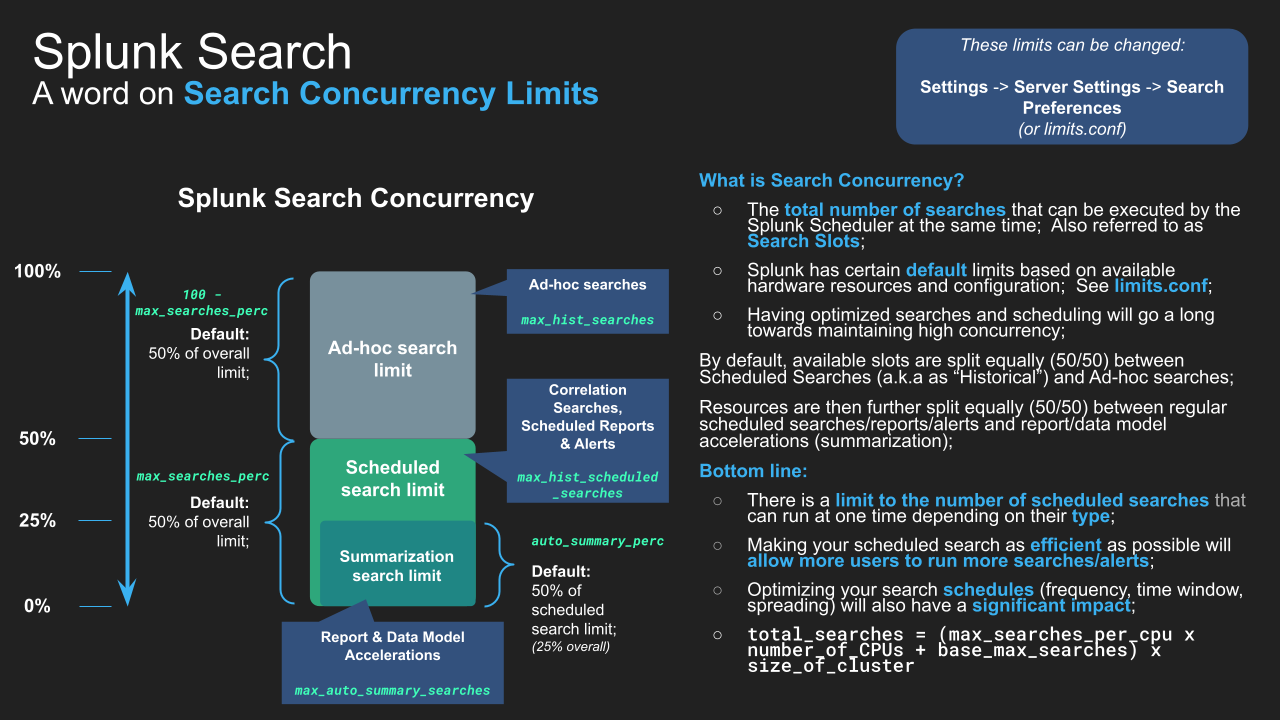 Splunk Search
A word on Search Concurrency Limits
These limits can be changed:
Settings -> Server Settings -> Search
Preferences
(or limits.conf)
Splunk Search Concurrency
100%
50%
25%
0%
100 -
max_searches_perc
Default:
50% of overall
limit;
max_searches_perc
Default:
50% of overall
limit;
Ad-hoc search
limit
Scheduled
search limit
Summarization
search limit
Ad-hoc searches
max_hist_searches
Correlation
Searches,
Scheduled Reports
& Alerts
max_hist_scheduled
_searches
auto_summary_perc
Default:
50% of
scheduled
search limit;
(25% overall)
Report & Data Model
Accelerations
max_auto_summary_searches
What is Search Concurrency?
○ The total number of searches that can be executed by the
Splunk Scheduler at the same time;  Also referred to as
Search Slots;
○ Splunk has certain default limits based on available
hardware resources and configuration;  See limits.conf;
○ Having optimized searches and scheduling will go a long
towards maintaining high concurrency;
By default, available slots are split equally (50/50) between
Scheduled Searches (a.k.a as “Historical”) and Ad-hoc searches;
Resources are then further split equally (50/50) between regular
scheduled searches/reports/alerts and report/data model
accelerations (summarization);
Bottom line:
○ There is a limit to the number of scheduled searches that
can run at one time depending on their type;
○ Making your scheduled search as efficient as possible will
allow more users to run more searches/alerts;
○ Optimizing your search schedules (frequency, time window,
spreading) will also have a significant impact;
○ total_searches = (max_searches_per_cpu x
number_of_CPUs + base_max_searches) x
size_of_cluster